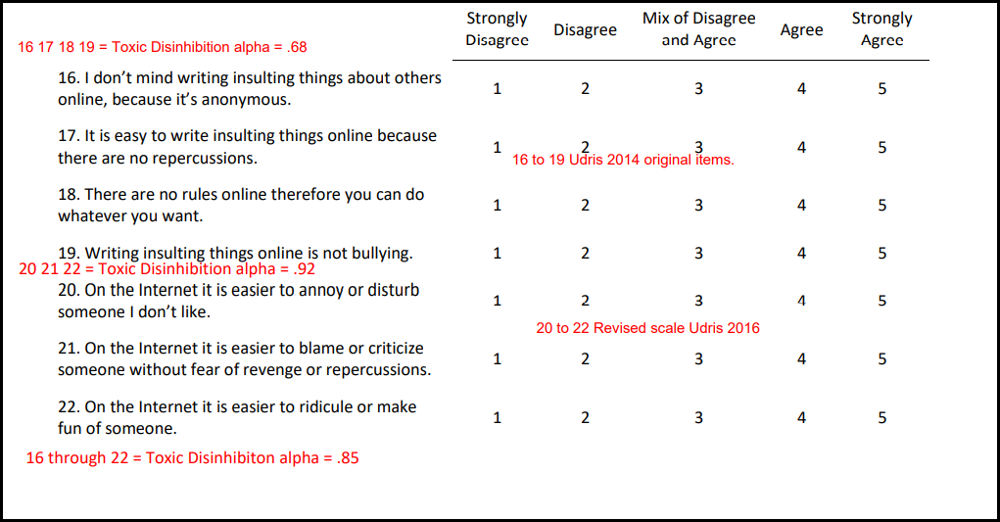 Strongly Disagree Disagree Mix of Disagree and Agree Agree Strongly Agree
16 17 18 19 = Toxic Disinhibition alpha = .68
16. I don't mind writing insulting things about others
online, because it's anonymous. 1 2 3 4 5
17. It is easy to write insulting things online because
there are no repercussions. 1 2 3 4 5
16 to 19 Udris 2014 original items.
18. There are no rules online therefore you can do
whatever you want. 1 2 3 4 5
19. Writing insulting things online is not bullying. 1 2 3 4 5
20 21 22 = Toxic Disinhibition alpha = .92
20. On the Internet it is easier to annoy or disturb
someone I don't like. 1 2 3 4 5
20 to 22 Revised scale Udris 2016
21. On the Internet it is easier to blame or criticize
someone without fear of revenge or repercussions. 1 2 3 4 5
22. On the Internet it is easier to ridicule or make
fun of someone. 1 2 3 4 5
16 through 22 = Toxic Disinhibiton alpha = .85